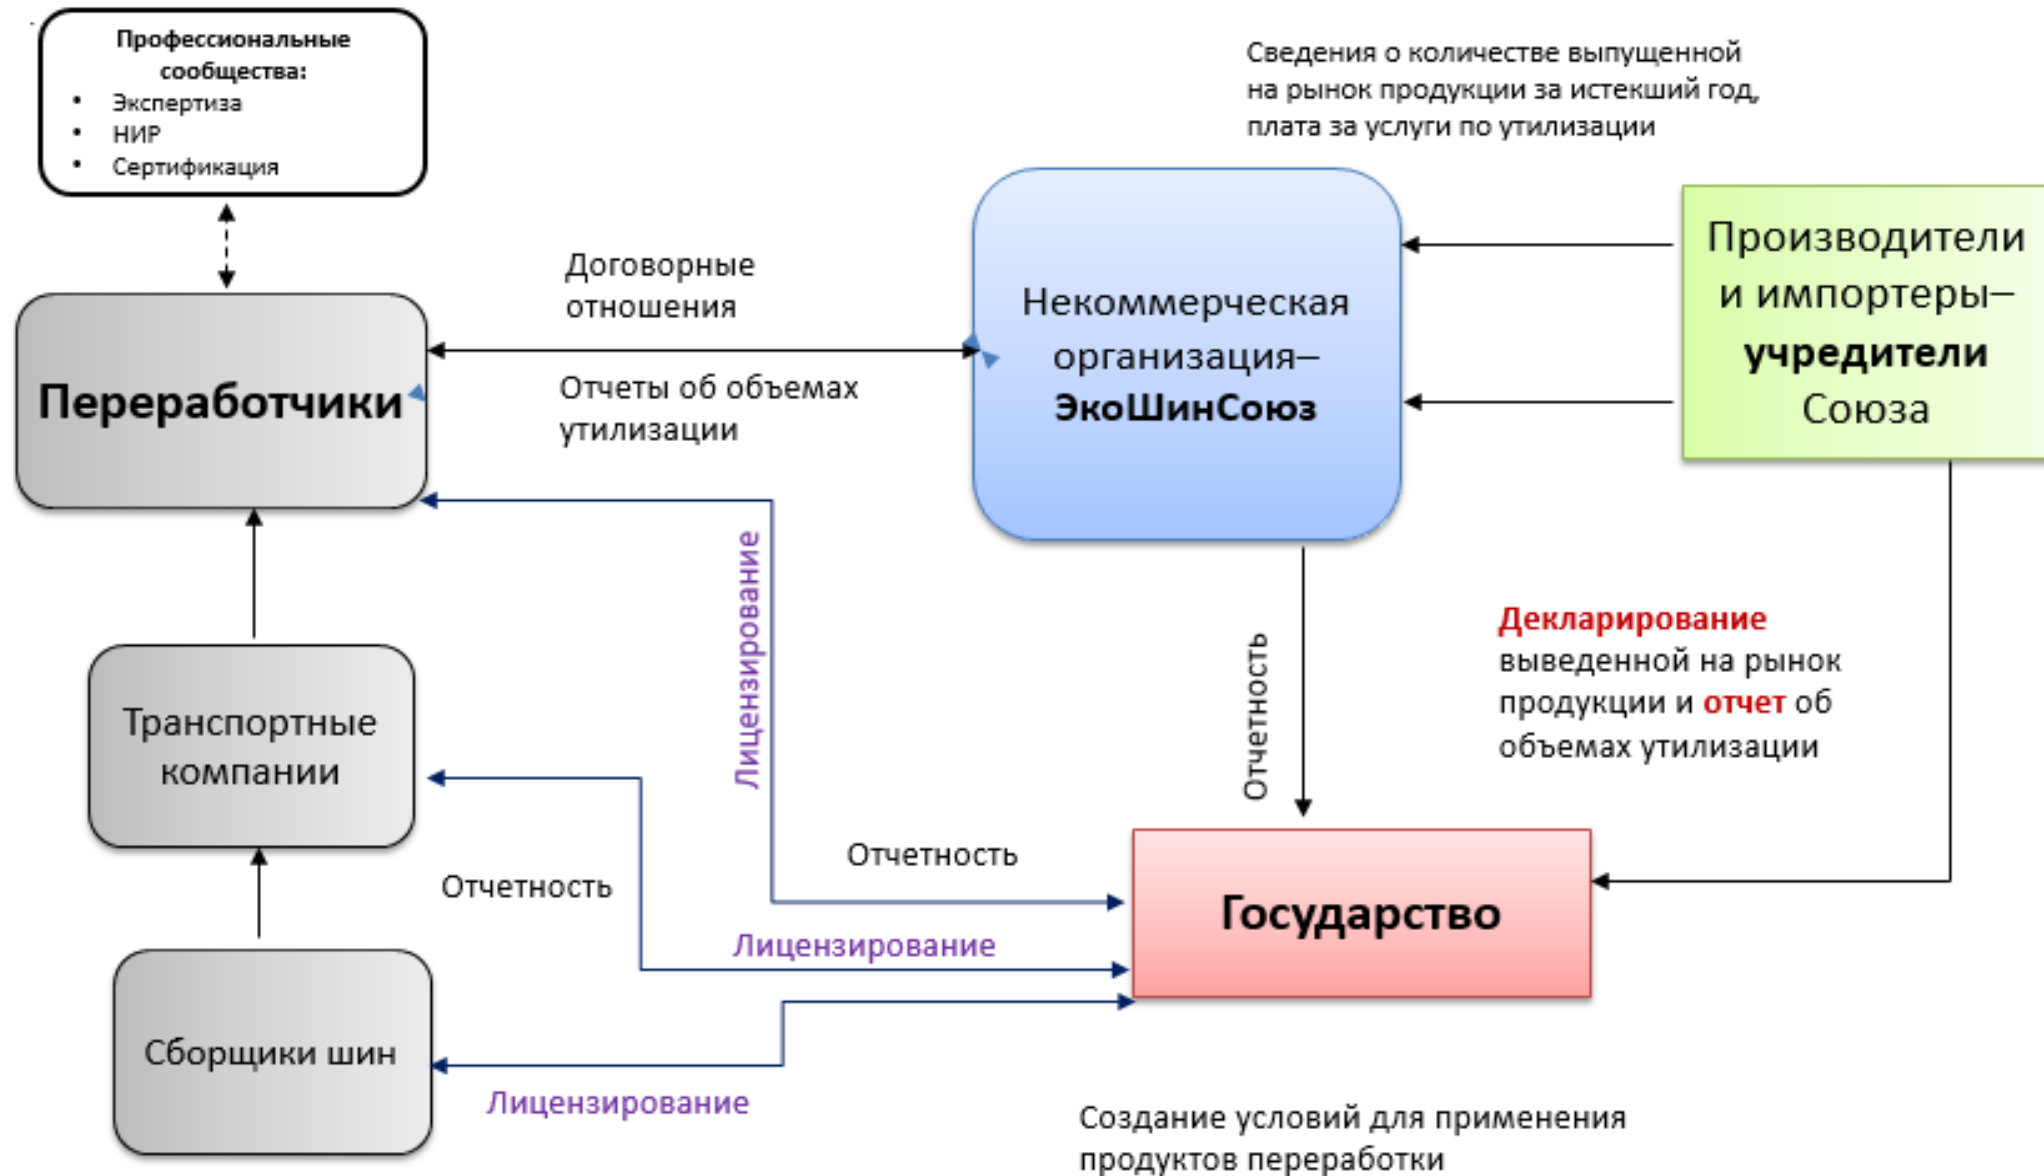 Профессиональные
сообщества:
• Экспертиза
• НИР
• Сертификация
Сведения о количестве выпущенной
на рынок продукции за истекший год,
плата за услуги по утилизации
Производители
и импортеры–
учредители
Союза
Договорные
отношения
Некоммерческая
организация–
ЭкоШинСоюз
Переработчики
Отчеты об объемах
утилизации
Лицензирование
Отчетность
Декларирование
выведенной на рынок
продукции и отчет об
объемах утилизации
Транспортные
компании
Отчетность
Отчетность
Государство
Лицензирование
Сборщики шин
Лицензирование
Создание условий для применения
продуктов переработки